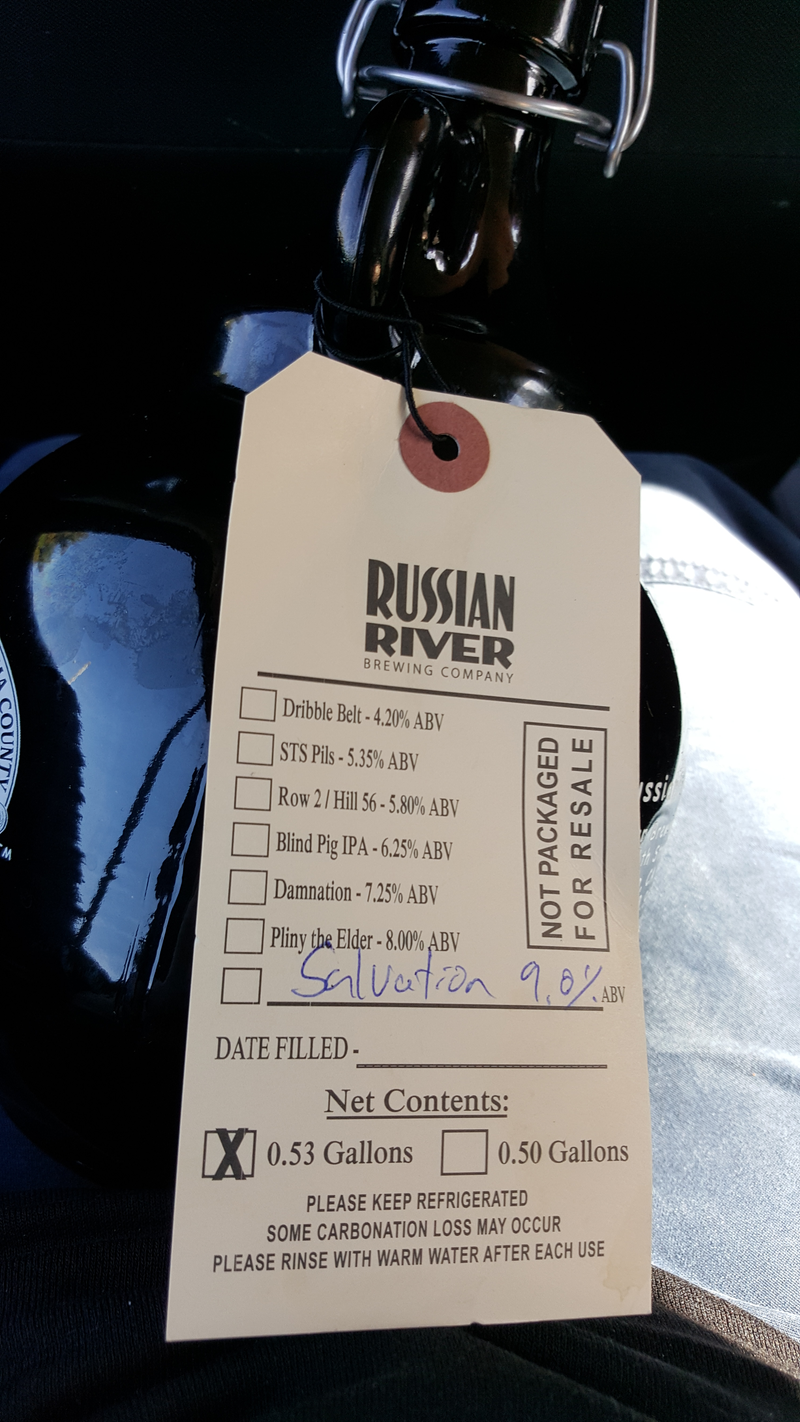 RUSSIAN
RIVER
BREWING COMPANY
Dribble Belt - 4.20% ABV
STS Pils - 5.35% ABV
Row 2 / Hill 56 - 5.80% ABV
Blind Pig IPA - 6.25% ABV
Damnation - 7.25% ABV
Pliny the Elder - 8.00% ABV
Salvation 9.0% ABV
NOT PACKAGED
FOR RESALE
DATE FILLED -
Net Contents:
X 0.53 Gallons 0.50 Gallons
PLEASE KEEP REFRIGERATED
SOME CARBONATION LOSS MAY OCCUR
PLEASE RINSE WITH WARM WATER AFTER EACH USE
COUNTY